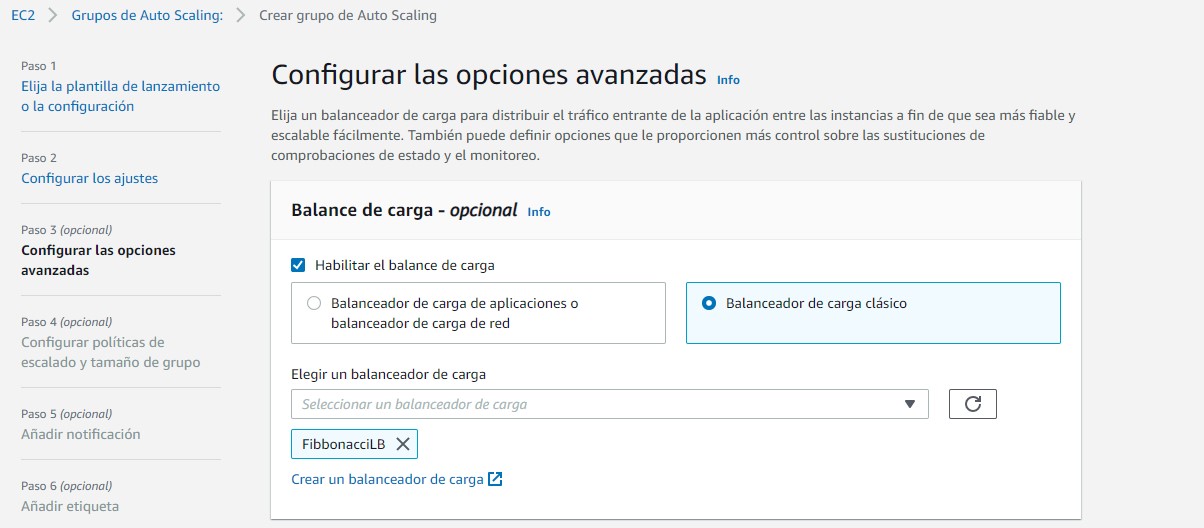 EC2 > Grupos de Auto Scaling: > Crear grupo de Auto Scaling
Paso 1
Elija la plantilla de lanzamiento
o la configuración
Paso 2
Configurar los ajustes
Paso 3 (opcional)
Configurar las opciones
avanzadas
Paso 4 (opcional)
Configurar políticas de
escalado y tamaño de grupo
Paso 5 (opcional)
Añadir notificación
Paso 6 (opcional)
Añadir etiqueta
Configurar las opciones avanzadas Info
Elija un balanceador de carga para distribuir el tráfico entrante de la aplicación entre las instancias a fin de que sea más fiable y
escalable fácilmente. También puede definir opciones que le proporcionen más control sobre las sustituciones de
comprobaciones de estado y el monitoreo.
Balance de carga - opcional Info
Habilitar el balance de carga
Balanceador de carga de aplicaciones o
balanceador de carga de red
Balanceador de carga clásico
Elegir un balanceador de carga
Seleccionar un balanceador de carga
FibbonacciLB
Crear un balanceador de carga